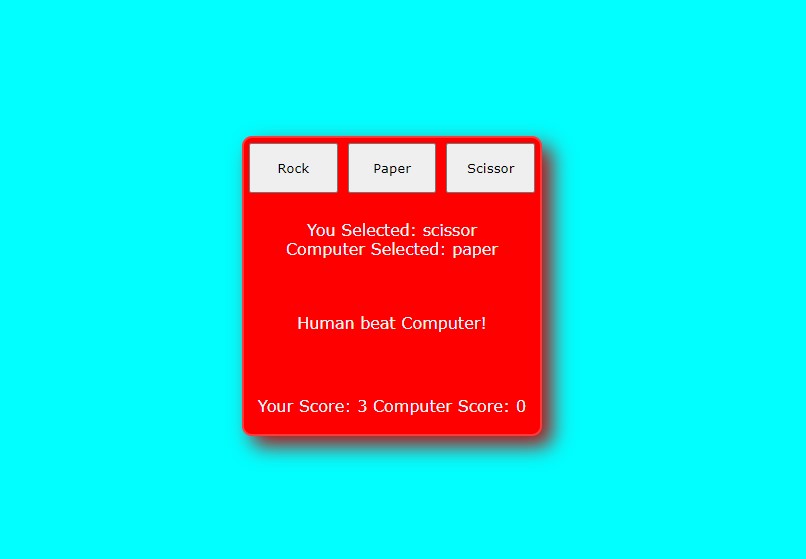 Rock Paper Scissor
You Selected: scissor
Computer Selected: paper
Human beat Computer!
Your Score: 3 Computer Score: 0